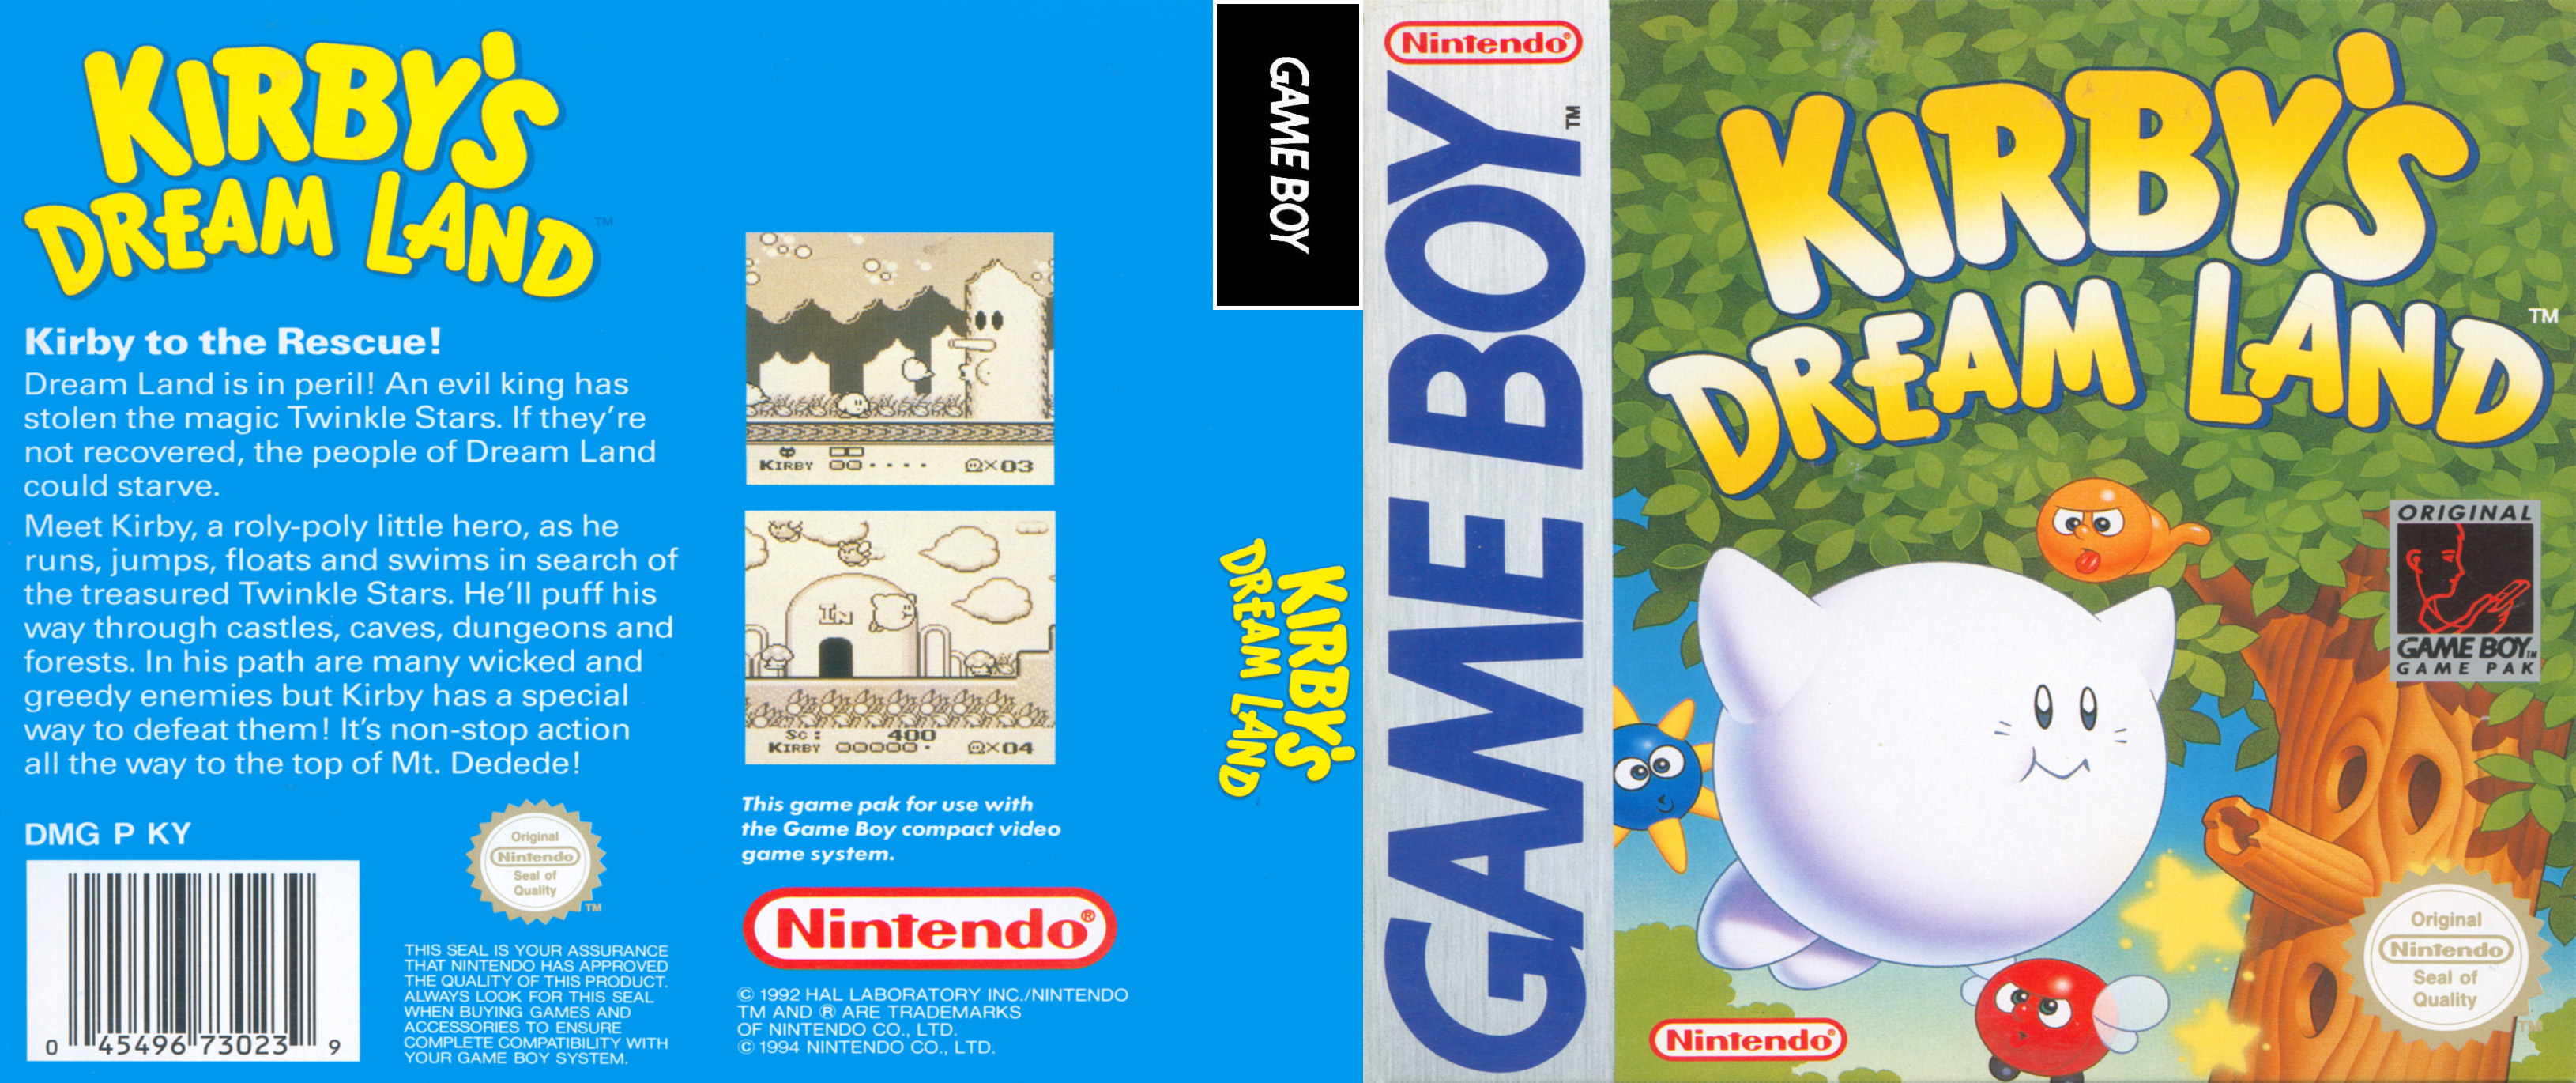 KIRBY'S
DREAM LAND™
Kirby to the Rescue!
Dream Land is in peril! An evil king has
stolen the magic Twinkle Stars. If they're
not recovered, the people of Dream Land
could starve.
Meet Kirby, a roly-poly little hero, as he
runs, jumps, floats and swims in search of
the treasured Twinkle Stars. He'll puff his
way through castles, caves, dungeons and
forests. In his path are many wicked and
greedy enemies but Kirby has a special
way to defeat them! It's non-stop action
all the way to the top of Mt. Dedede!
DMG P KY
0 45496 73023 9
Original
Nintendo
Seal of
Quality
TM
THIS SEAL IS YOUR ASSURANCE
THAT NINTENDO HAS APPROVED
THE QUALITY OF THIS PRODUCT.
ALWAYS LOOK FOR THIS SEAL
WHEN BUYING GAMES AND
ACCESSORIES TO ENSURE
COMPLETE COMPATIBILITY WITH
YOUR GAME BOY SYSTEM.
KIRBY ×03
IN
Sc: 400
KIRBY ×04
This game pak for use with
the Game Boy compact video
game system.
Nintendo®
© 1992 HAL LABORATORY INC./NINTENDO
TM AND ® ARE TRADEMARKS
OF NINTENDO CO., LTD.
© 1994 NINTENDO CO., LTD.
GAME BOY
KIRBY'S
DREAM LAND
Nintendo®
GAME BOY™
KIRBY'S
DREAM LAND™
ORIGINAL
GAME BOY™
GAME PAK
Original
Nintendo
Seal of
Quality
TM
Nintendo®